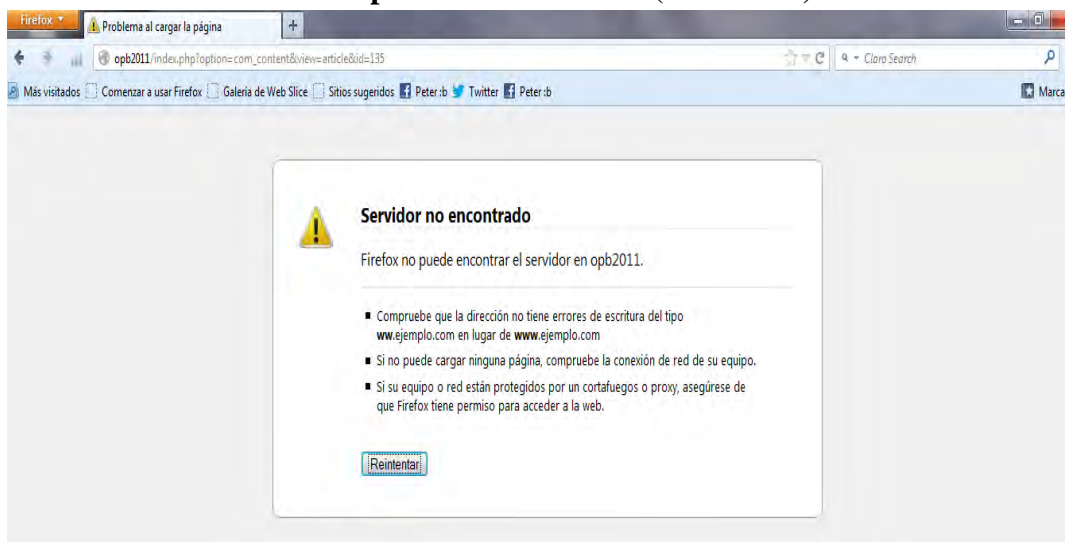 Firefox
Problema al cargar la página
+
opb2011/index.php?option=com_content&view=article&id=135
Claro Search
Más visitados Comenzar a usar Firefox Galería de Web Slice Sitios sugeridos Peter :b Twitter Peter :b
Marca
Servidor no encontrado
Firefox no puede encontrar el servidor en opb2011.
Compruebe que la dirección no tiene errores de escritura del tipo
ww.ejemplo.com en lugar de www.ejemplo.com
Si no puede cargar ninguna página, compruebe la conexión de red de su equipo.
Si su equipo o red están protegidos por un cortafuegos o proxy, asegúrese de
que Firefox tiene permiso para acceder a la web.
Reintentar